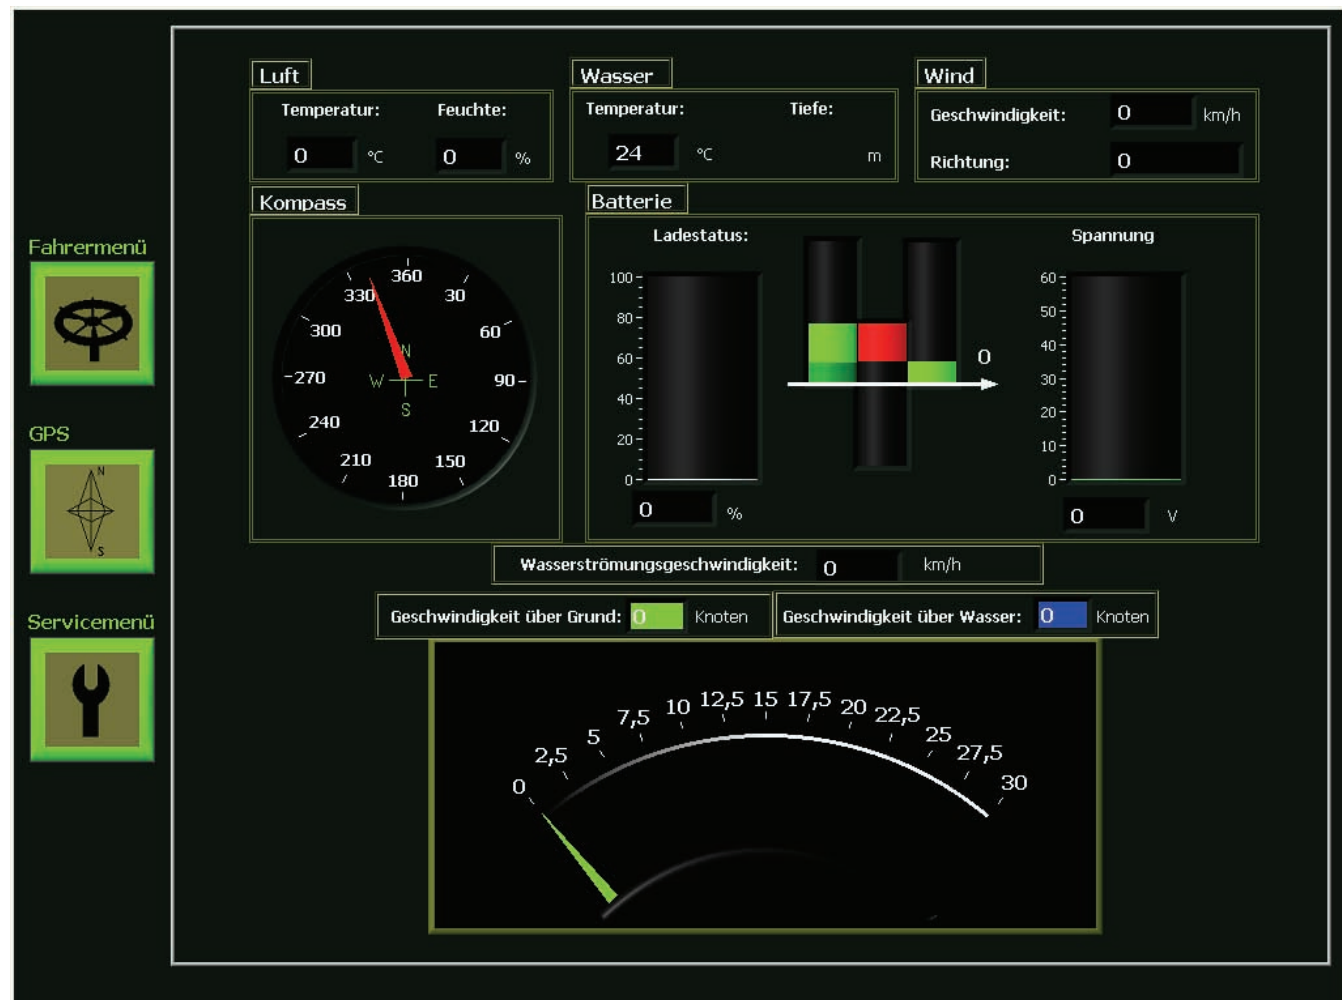 Luft
Temperatur: Feuchte:
0 °C 0 %
Wasser
Temperatur: Tiefe:
24 °C m
Wind
Geschwindigkeit: 0 km/h
Richtung: 0
Fahrermenü
GPS
N
S
Servicemenü
Kompass
360
330 30
300 60
N
270 W E 90
S
240 120
210 150
180
Batterie
Ladestatus: Spannung
100 60
80 50
60 40
40 30
20 20
0 10
0
0
0 % 0 V
Wasserströmungsgeschwindigkeit: 0 km/h
Geschwindigkeit über Grund: 0 Knoten
Geschwindigkeit über Wasser: 0 Knoten
0 2,5 5 7,5 10 12,5 15 17,5 20 22,5 25 27,5 30